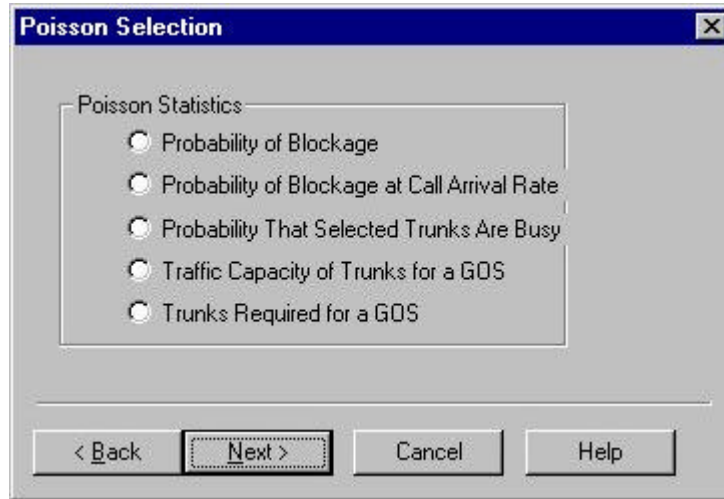 Poisson Selection
Poisson Statistics
Probability of Blockage
Probability of Blockage at Call Arrival Rate
Probability That Selected Trunks Are Busy
Traffic Capacity of Trunks for a GOS
Trunks Required for a GOS
< Back Next > Cancel Help